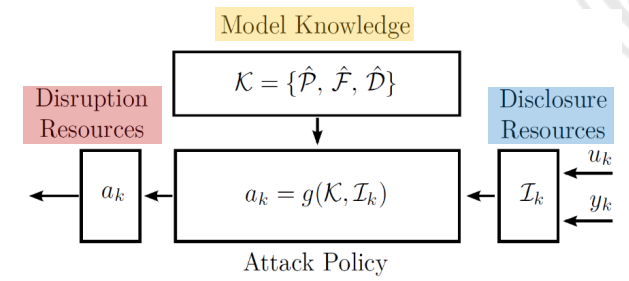 Model Knowledge
𝒦 = {𝒫̂, ℱ̂, 𝒟̂}
Disruption
Resources
Disclosure
Resources
a_k
a_k = g(𝒦, ℐ_k)
ℐ_k
u_k
y_k
Attack Policy